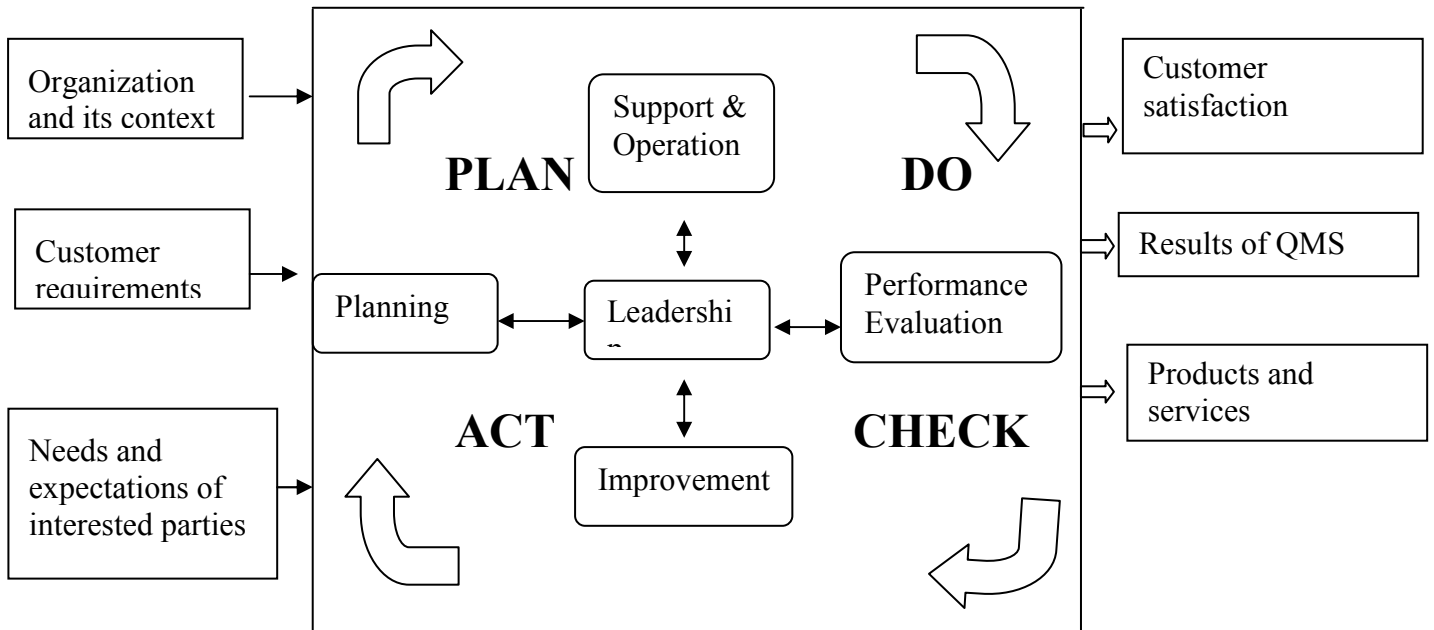 Organization
and its context
Customer
requirements
Needs and
expectations of
interested parties
PLAN
Support &
Operation
DO
Planning
Leadershi
Performance
Evaluation
ACT
CHECK
Improvement
Customer
satisfaction
Results of QMS
Products and
services